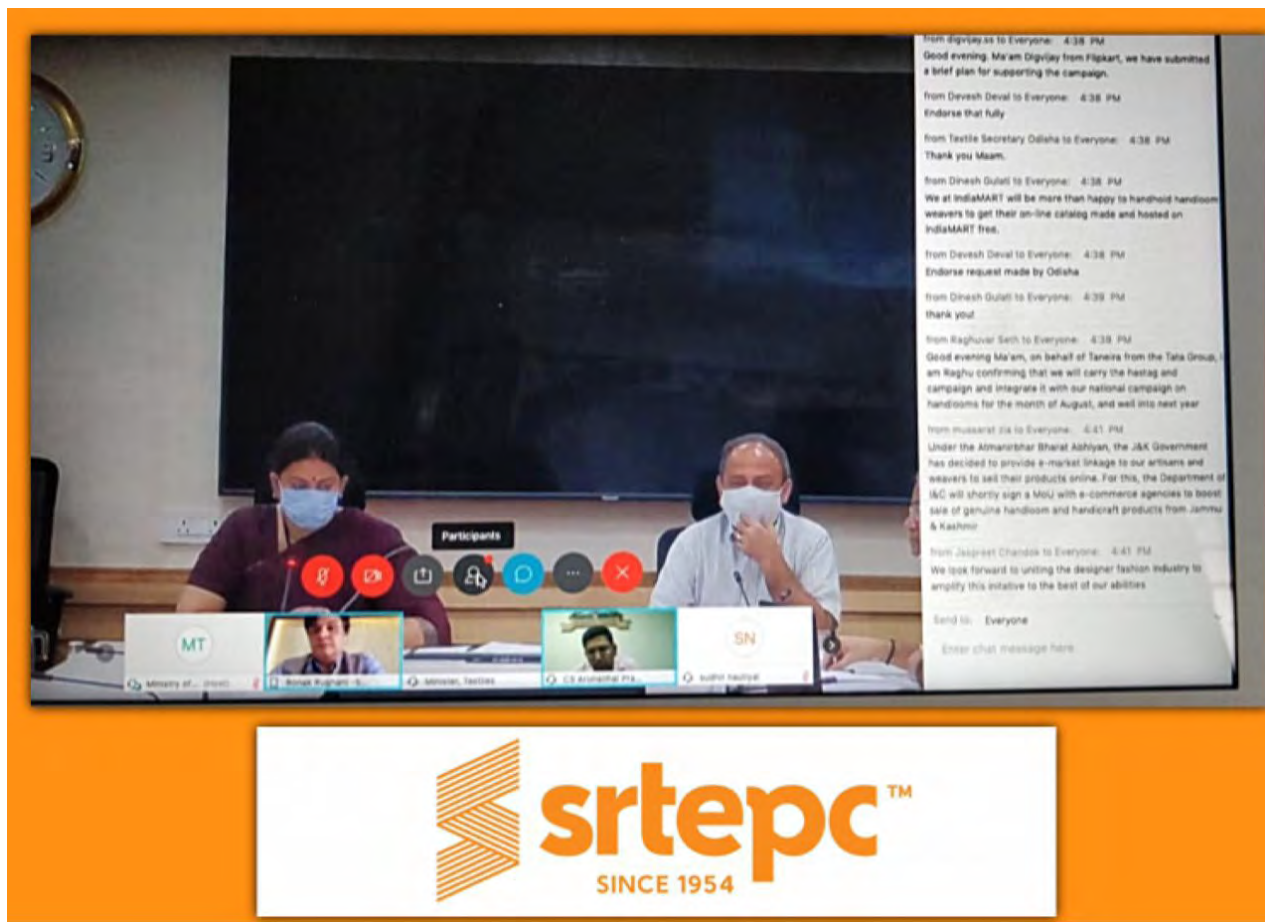 from digvijay.ss to Everyone: 4:38 PM
Good evening. Ma'am Digvijay from Flipkart, we have submitted
a brief plan for supporting the campaign.
from Devesh Deval to Everyone: 4:38 PM
Endorse that fully
from Textile Secretary Odisha to Everyone: 4:38 PM
Thank you Maam.
from Dinesh Gulati to Everyone: 4:38 PM
We at IndiaMART will be more than happy to handhold handloom
weavers to get their on-line catalog made and hosted on
IndiaMART free.
from Devesh Deval to Everyone: 4:38 PM
Endorse request made by Odisha
from Dinesh Gulati to Everyone: 4:39 PM
thank you!
from Raghuvar Seth to Everyone: 4:39 PM
Good evening Ma'am, on behalf of Taneira from the Tata Group, I
am Raghu confirming that we will carry the hastag and
campaign and integrate it with our national campaign on
handlooms for the month of August, and well into next year
from mussarat zia to Everyone: 4:41 PM
Under the Atmanirbhar Bharat Abhiyan, the J&K Government
has decided to provide e-market linkage to our artisans and
weavers to sell their products online. For this, the Department of
I&C will shortly sign a MoU with e-commerce agencies to boost
sale of genuine handloom and handicraft products from Jammu
& Kashmir
from Jaspreet Chandok to Everyone: 4:41 PM
We look forward to uniting the designer fashion industry to
amplify this initative to the best of our abilities
Send to: Everyone
Enter chat message here
Participants
MT
SN
Ministry of... (Host)
Ronak Rughani -S...
Minister, Textiles
CS Arunachal Pra...
sudhir nautiyal
srtepc™
SINCE 1954